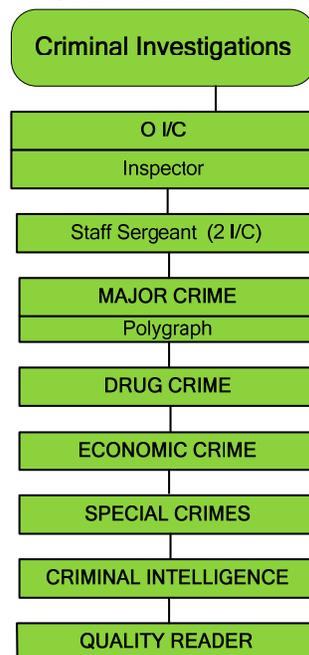 Criminal Investigations
O I/C
Inspector
Staff Sergeant (2 I/C)
MAJOR CRIME
Polygraph
DRUG CRIME
ECONOMIC CRIME
SPECIAL CRIMES
CRIMINAL INTELLIGENCE
QUALITY READER